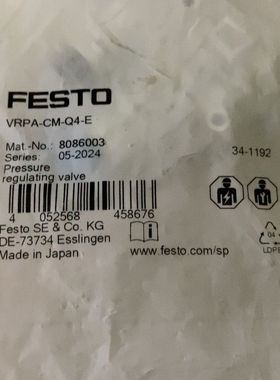 FESTO
VRPA-CM-Q4-E
Mat.-No.: 8086003
Series: 05-2024
Pressure
regulating valve
34-1192
4 052568 458676
Festo SE & Co. KG
DE-73734 Esslingen
Made in Japan
www.festo.com/sp
04
LDPE